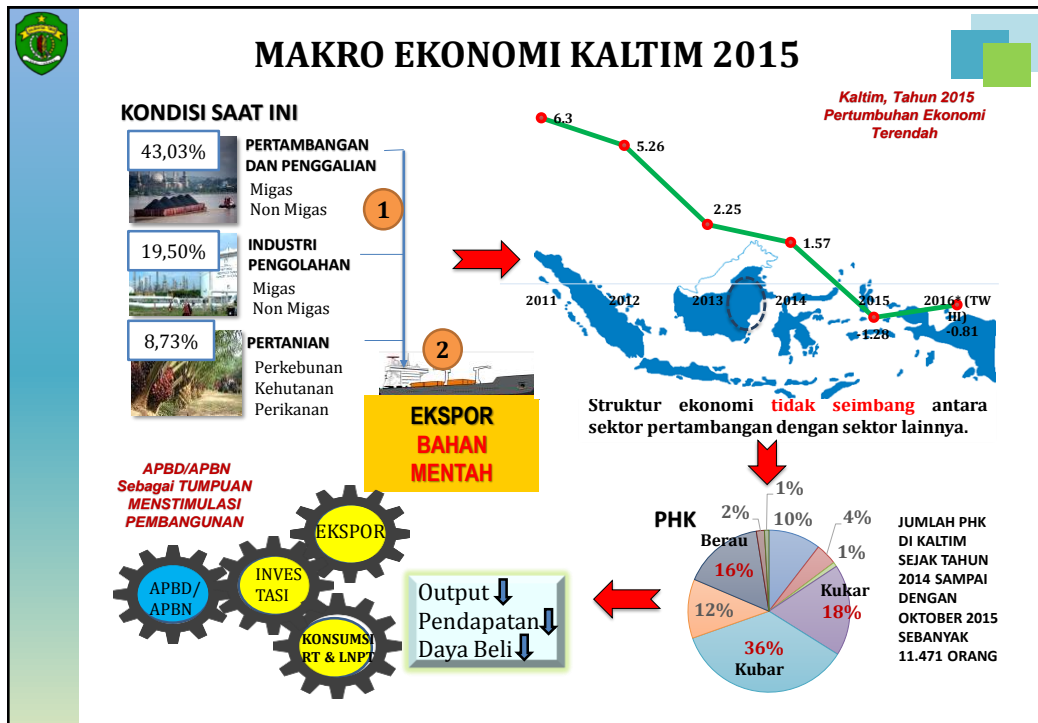 MAKRO EKONOMI KALTIM 2015
KONDISI SAAT INI
43,03%
PERTAMBANGAN
DAN PENGGALIAN
Migas
Non Migas
19,50%
INDUSTRI
PENGOLAHAN
Migas
Non Migas
8,73%
PERTANIAN
Perkebunan
Kehutanan
Perikanan
1
2
EKSPOR
BAHAN
MENTAH
Kaltim, Tahun 2015
Pertumbuhan Ekonomi
Terendah
6.3
5.26
2.25
1.57
-1.28
-0.81
2011
2012
2013
2014
2015
2016* (TW
III)
Struktur ekonomi tidak seimbang antara
sektor pertambangan dengan sektor lainnya.
PHK
1%
2%
10%
4%
1%
Berau
16%
Kukar
18%
12%
36%
Kubar
JUMLAH PHK
DI KALTIM
SEJAK TAHUN
2014 SAMPAI
DENGAN
OKTOBER 2015
SEBANYAK
11.471 ORANG
Output
Pendapatan
Daya Beli
APBD/APBN
Sebagai TUMPUAN
MENSTIMULASI
PEMBANGUNAN
EKSPOR
APBD/
APBN
INVES
TASI
KONSUMSI
RT & LNPT